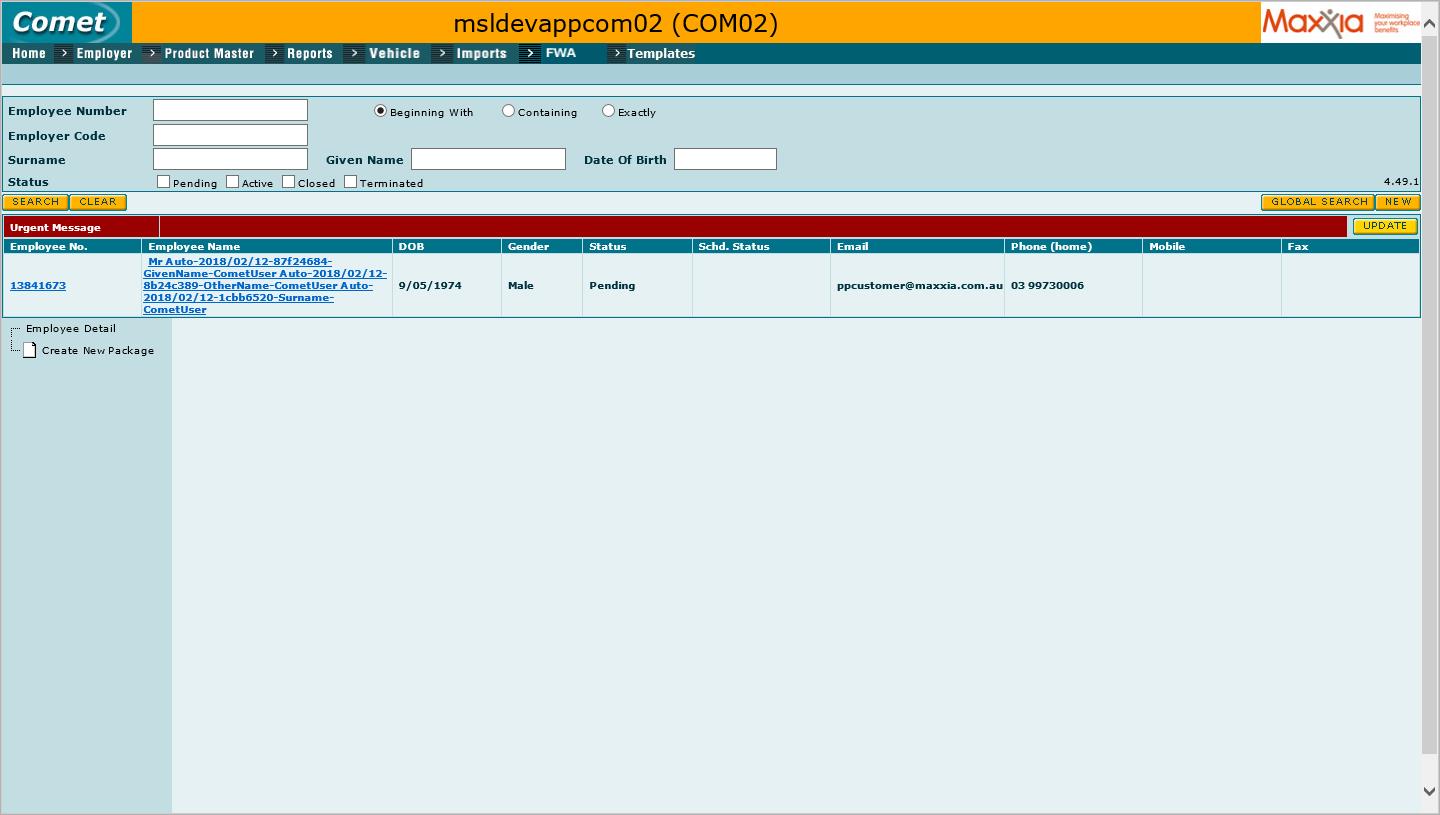 Comet
msldevappcom02 (COM02)
Maxxia Maximising your workplace benefits
Home > Employer > Product Master > Reports > Vehicle > Imports > FWA > Templates
Employee Number Beginning With Containing Exactly
Employer Code
Surname Given Name Date Of Birth
Status Pending Active Closed Terminated 4.49.1
SEARCH CLEAR GLOBAL SEARCH NEW
Urgent Message UPDATE
Employee No. Employee Name DOB Gender Status Schd. Status Email Phone (home) Mobile Fax
Mr Auto-2018/02/12-87f24684-
GivenName-CometUser Auto-2018/02/12-
13841673 8b24c389-OtherName-CometUser Auto- 9/05/1974 Male Pending ppcustomer@maxxia.com.au 03 99730006
2018/02/12-1cbb6520-Surname-
CometUser
Employee Detail
Create New Package